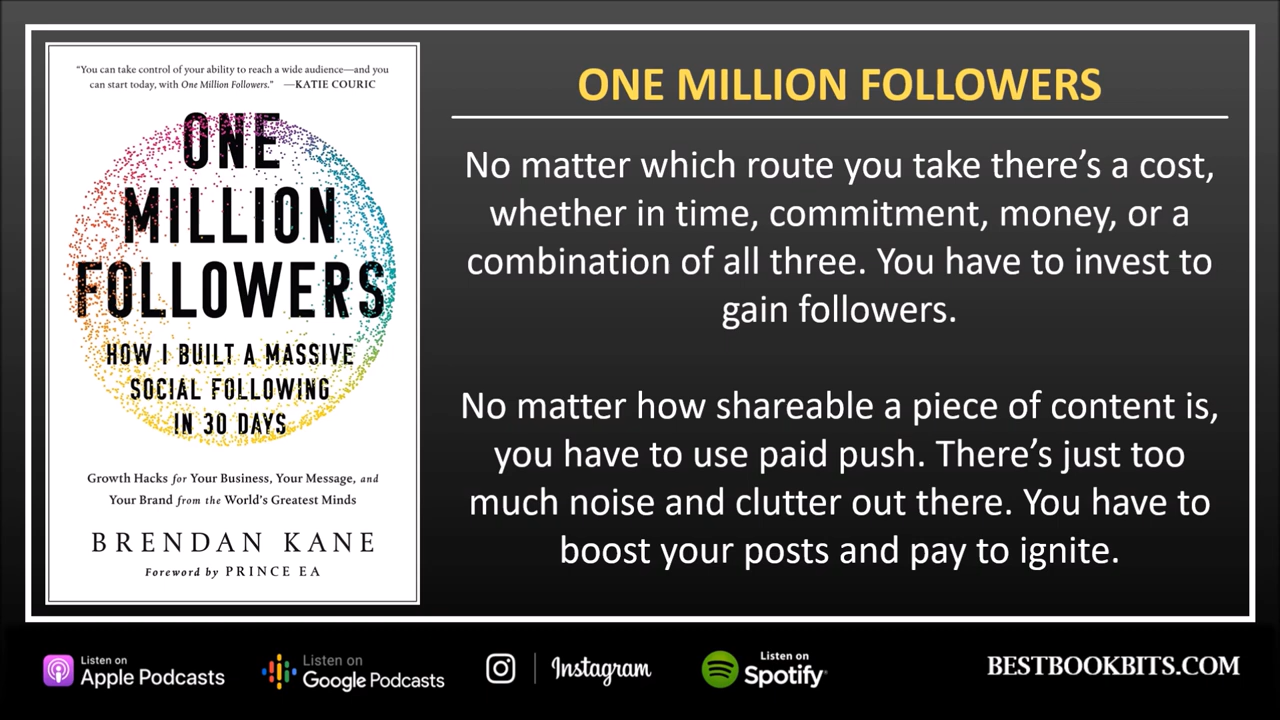 “You can take control of your ability to reach a wide audience—and you
can start today, with One Million Followers.” —KATIE COURIC
ONE
MILLION
FOLLOWERS
HOW I BUILT A MASSIVE
SOCIAL FOLLOWING
IN 30 DAYS
Growth Hacks for Your Business, Your Message, and
Your Brand from the World's Greatest Minds
BRENDAN KANE
Foreword by PRINCE EA
ONE MILLION FOLLOWERS
No matter which route you take there's a cost,
whether in time, commitment, money, or a
combination of all three. You have to invest to
gain followers.
No matter how shareable a piece of content is,
you have to use paid push. There's just too
much noise and clutter out there. You have to
boost your posts and pay to ignite.
Listen on
Apple Podcasts
Listen on
Google Podcasts
Instagram
Listen on
Spotify
BESTBOOKBITS.COM